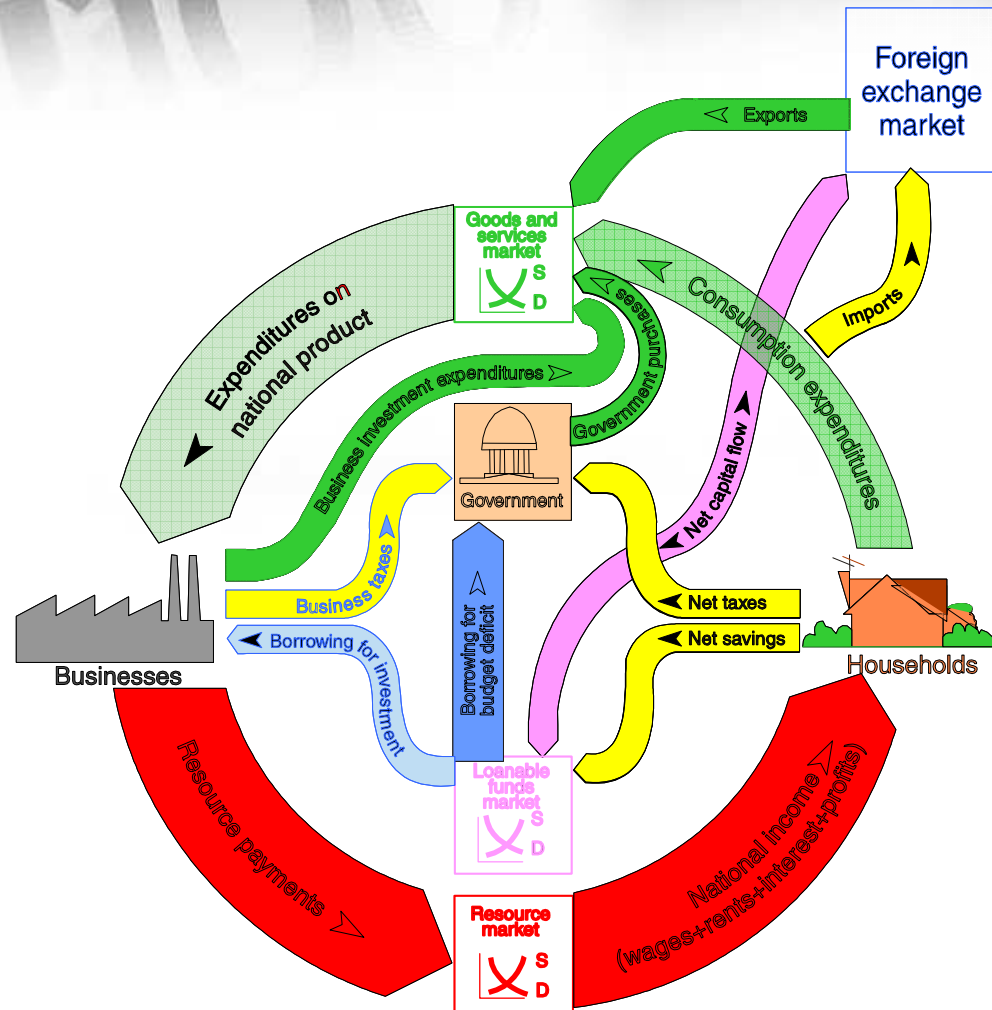 Foreign
exchange
market
Exports
Goods and
services
market
S
D
Expenditures on
national product
Consumption expenditures
Imports
Government purchases
Business investment expenditures
Net capital flow
Government
Business taxes
Net taxes
Borrowing for investment
Borrowing for
budget deficit
Net savings
Businesses
Households
Loanable
funds
market
S
D
Resource payments
National income
(wages+rents+interest+profits)
Resource
market
S
D